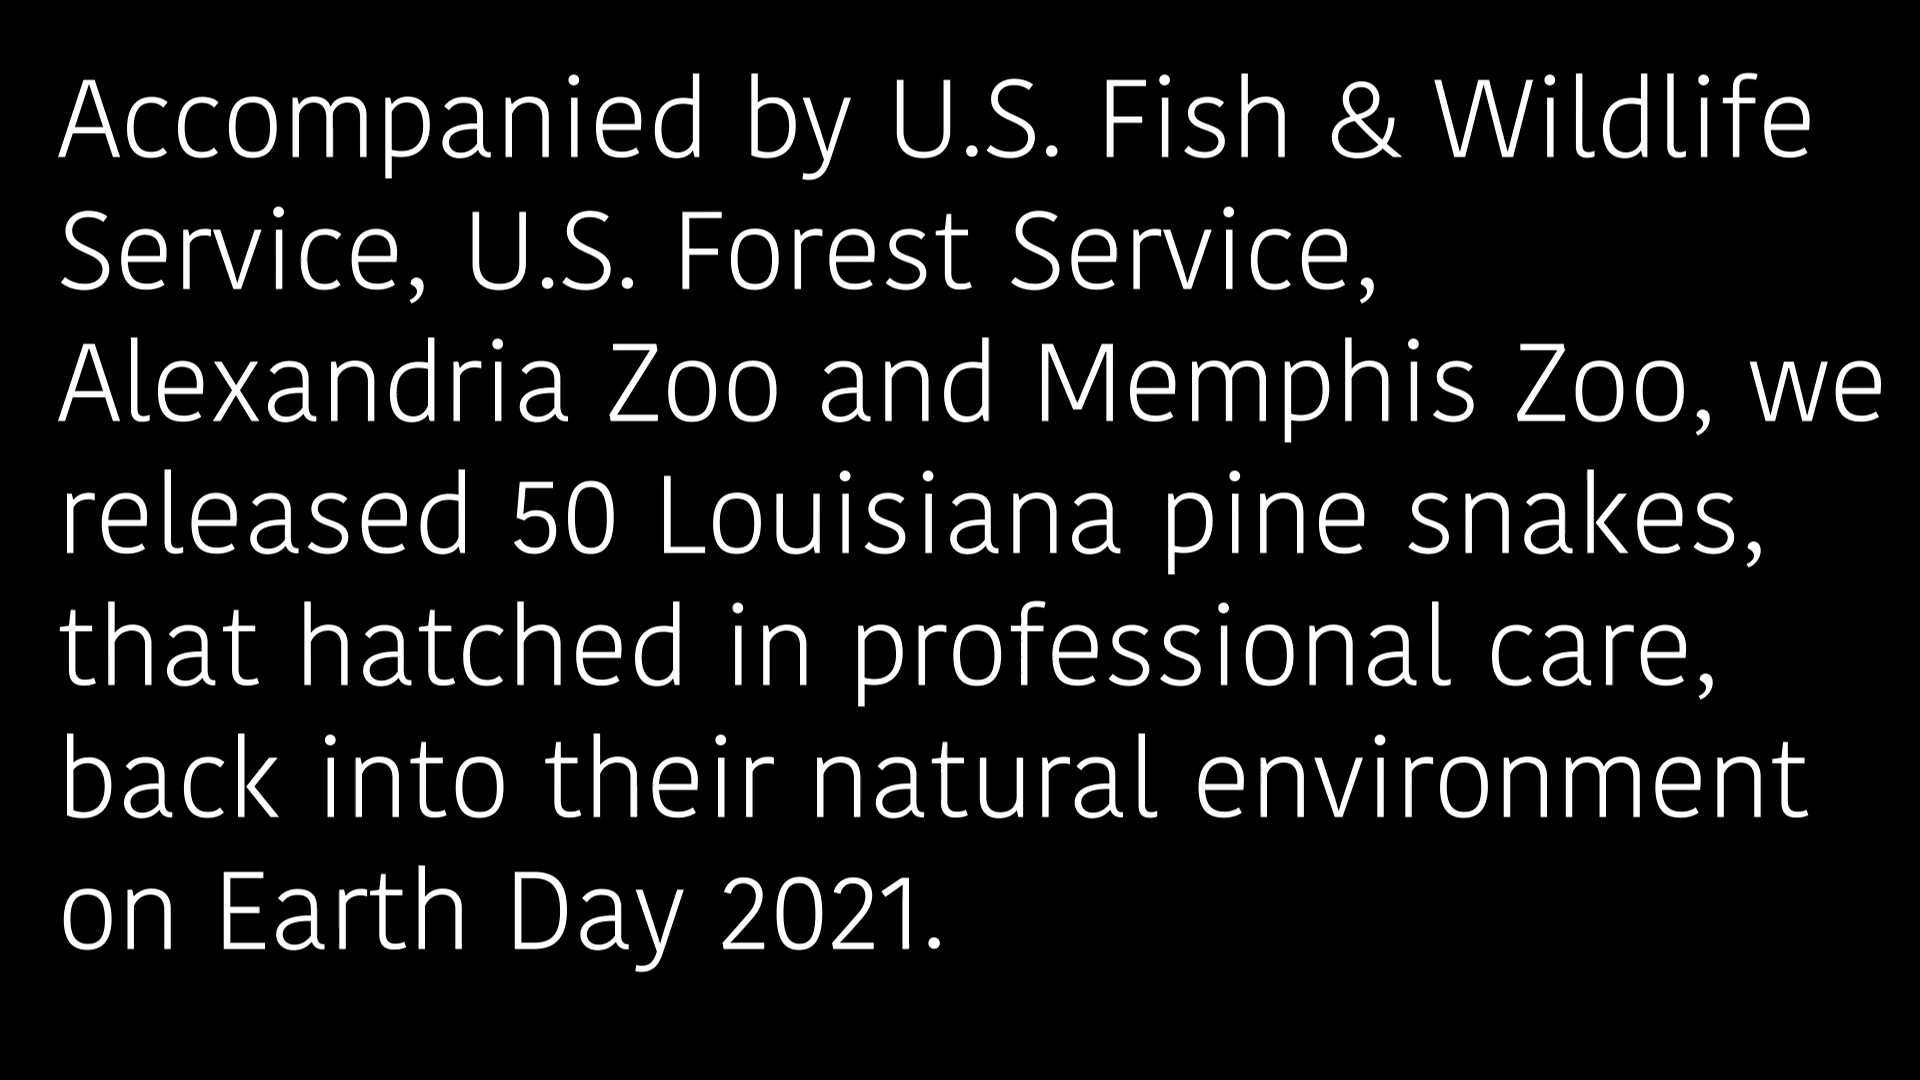 Accompanied by U.S. Fish & Wildlife
Service, U.S. Forest Service,
Alexandria Zoo and Memphis Zoo, we
released 50 Louisiana pine snakes,
that hatched in professional care,
back into their natural environment
on Earth Day 2021.